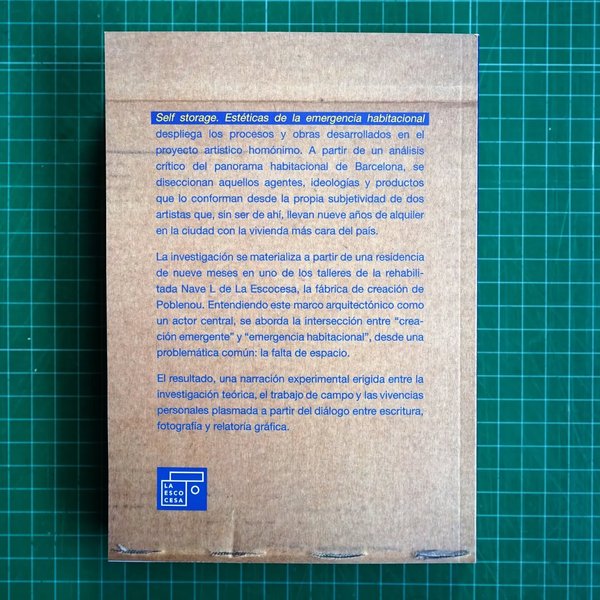 Self storage. Estéticas de la emergencia habitacional
despliega los procesos y obras desarrollados en el
proyecto artístico homónimo. A partir de un análisis
crítico del panorama habitacional de Barcelona, se
diseccionan aquellos agentes, ideologías y productos
que lo conforman desde la propia subjetividad de dos
artistas que, sin ser de ahí, llevan nueve años de alquiler
en la ciudad con la vivienda más cara del país.
La investigación se materializa a partir de una residencia
de nueve meses en uno de los talleres de la rehabili-
tada Nave L de La Escocesa, la fábrica de creación de
Poblenou. Entendiendo este marco arquitectónico como
un actor central, se aborda la intersección entre “crea-
ción emergente” y “emergencia habitacional”, desde una
problemática común: la falta de espacio.
El resultado, una narración experimental erigida entre la
investigación teórica, el trabajo de campo y las vivencias
personales plasmada a partir del diálogo entre escritura,
fotografía y relatoría gráfica.
LA
ESCO
CESA